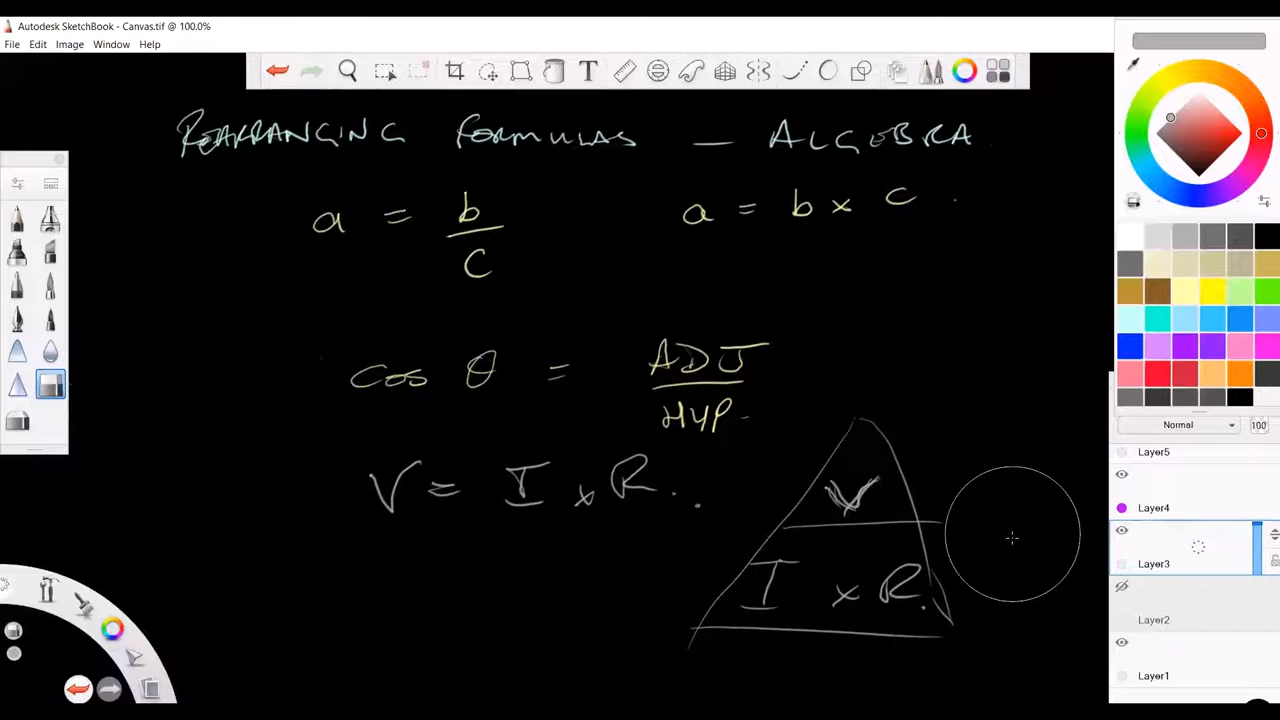 Autodesk SketchBook - Canvas.tif @ 100.0%
File Edit Image Window Help
T
REARRANGING FORMULAS — ALGEBRA
a = b
C
a = b x c
COS θ = ADJ
HYP
V = I x R.
V
I x R.
Normal 100
Layer5
Layer4
Layer3
Layer2
Layer1